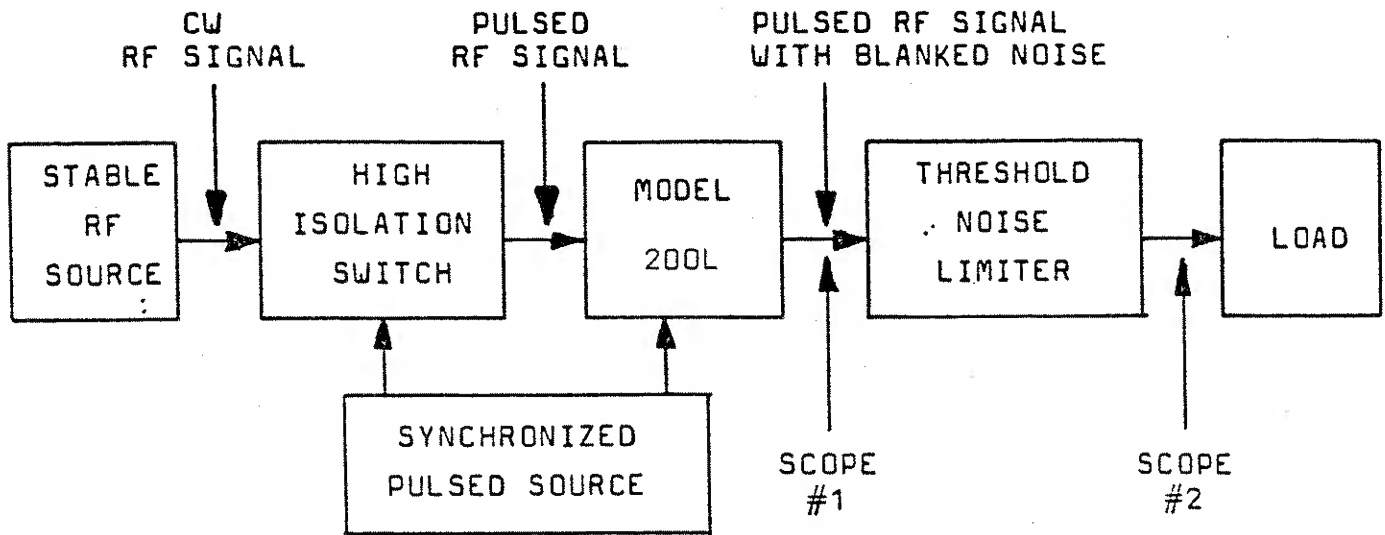 CW
RF SIGNAL
PULSED
RF SIGNAL
PULSED RF SIGNAL
WITH BLANKED NOISE
STABLE
RF
SOURCE
HIGH
ISOLATION
SWITCH
MODEL
200L
THRESHOLD
NOISE
LIMITER
LOAD
SYNCHRONIZED
PULSED SOURCE
SCOPE
#1
SCOPE
#2